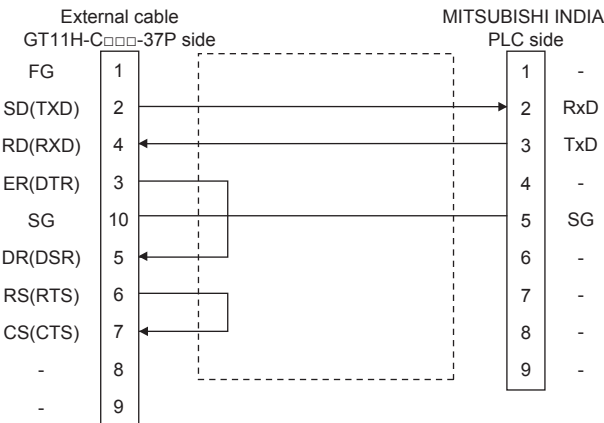 External cable
GT11H-C□□□-37P side
MITSUBISHI INDIA
PLC side
FG 1 1 -
SD(TXD) 2 2 RxD
RD(RXD) 4 3 TxD
ER(DTR) 3 4 -
SG 10 5 SG
DR(DSR) 5 6 -
RS(RTS) 6 7 -
CS(CTS) 7 8 -
- 8 9 -
- 9